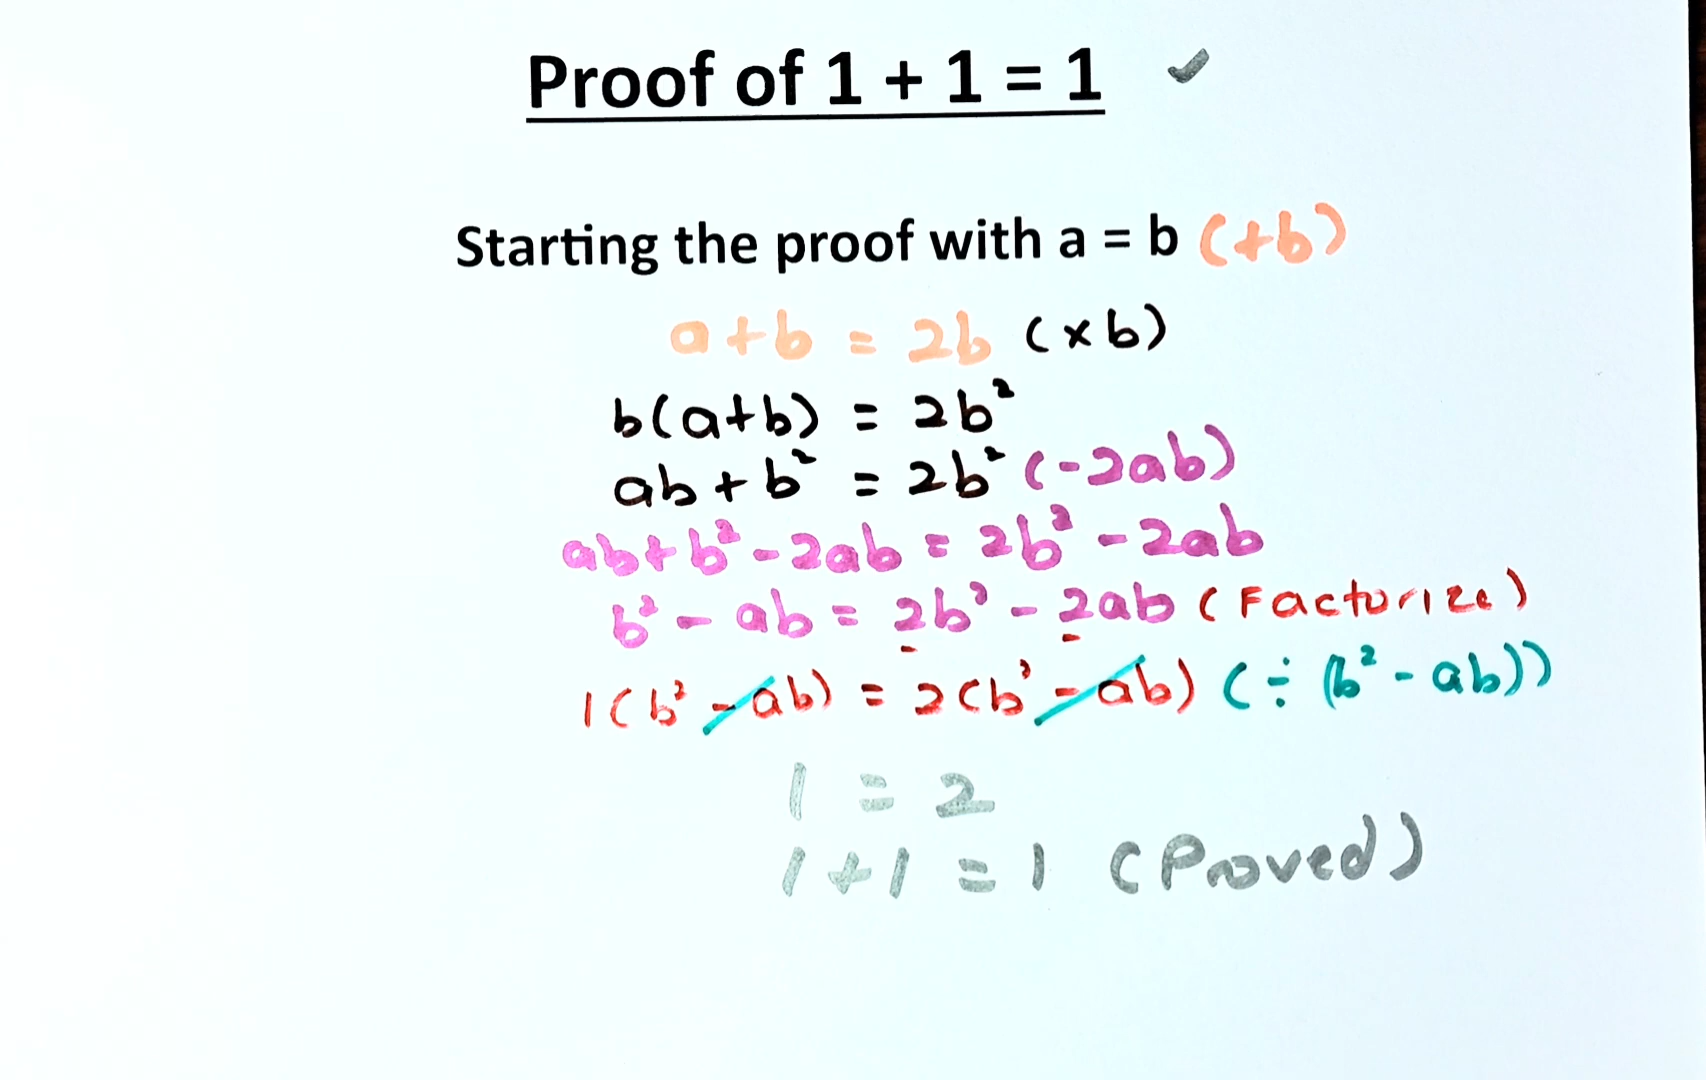 Proof of 1 + 1 = 1 ✓
Starting the proof with a = b (+b)
a + b = 2b (×b)
b(a+b) = 2b²
ab + b² = 2b² (-2ab)
ab + b² - 2ab = 2b² - 2ab
b² - ab = 2b² - 2ab (Factorize)
1(b² - ab) = 2(b² - ab) (÷ (b² - ab))
1 = 2
1 + 1 = 1 (Proved)